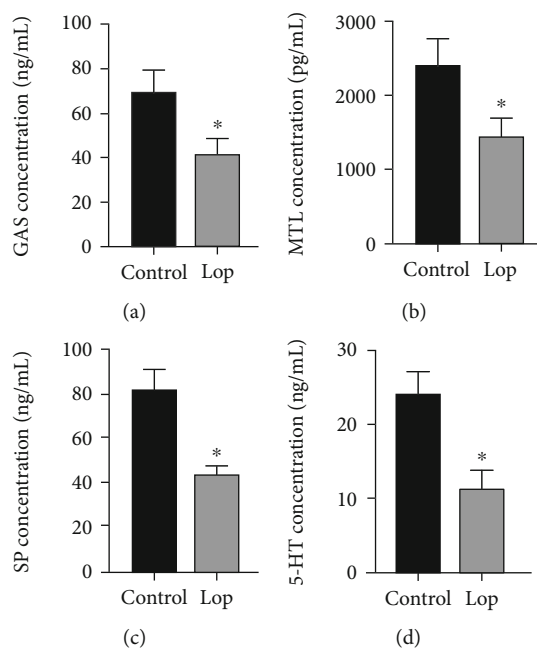 GAS concentration (ng/mL)
100
80
60
40
20
0
*
Control Lop
(a)
MTL concentration (pg/mL)
3000
2000
1000
0
*
Control Lop
(b)
SP concentration (ng/mL)
100
80
60
40
20
0
*
Control Lop
(c)
5-HT concentration (ng/mL)
30
20
10
0
*
Control Lop
(d)